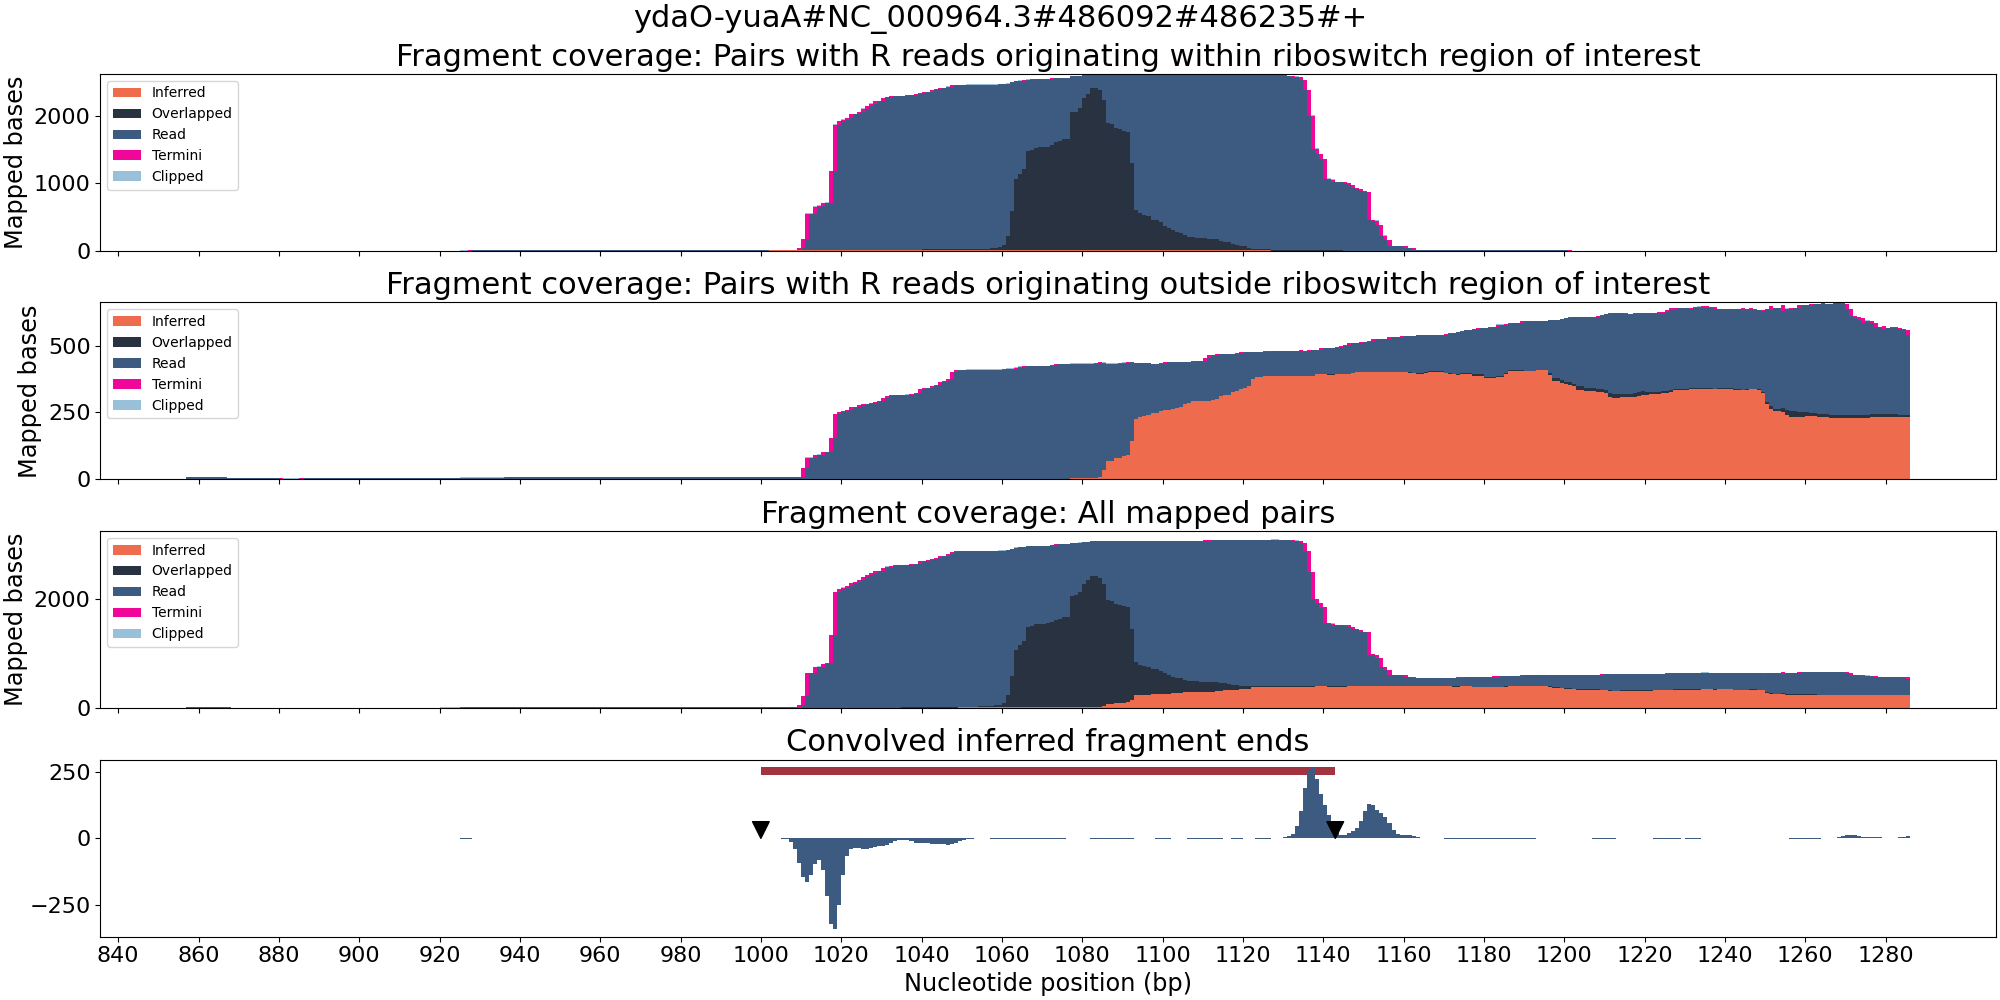 ydaO-yuaA#NC_000964.3#486092#486235#+
Fragment coverage: Pairs with R reads originating within riboswitch region of interest
Mapped bases
2000
1000
0
Inferred
Overlapped
Read
Termini
Clipped
Fragment coverage: Pairs with R reads originating outside riboswitch region of interest
Mapped bases
500
250
0
Inferred
Overlapped
Read
Termini
Clipped
Fragment coverage: All mapped pairs
Mapped bases
2000
0
Inferred
Overlapped
Read
Termini
Clipped
Convolved inferred fragment ends
250
0
−250
840 860 880 900 920 940 960 980 1000 1020 1040 1060 1080 1100 1120 1140 1160 1180 1200 1220 1240 1260 1280
Nucleotide position (bp)